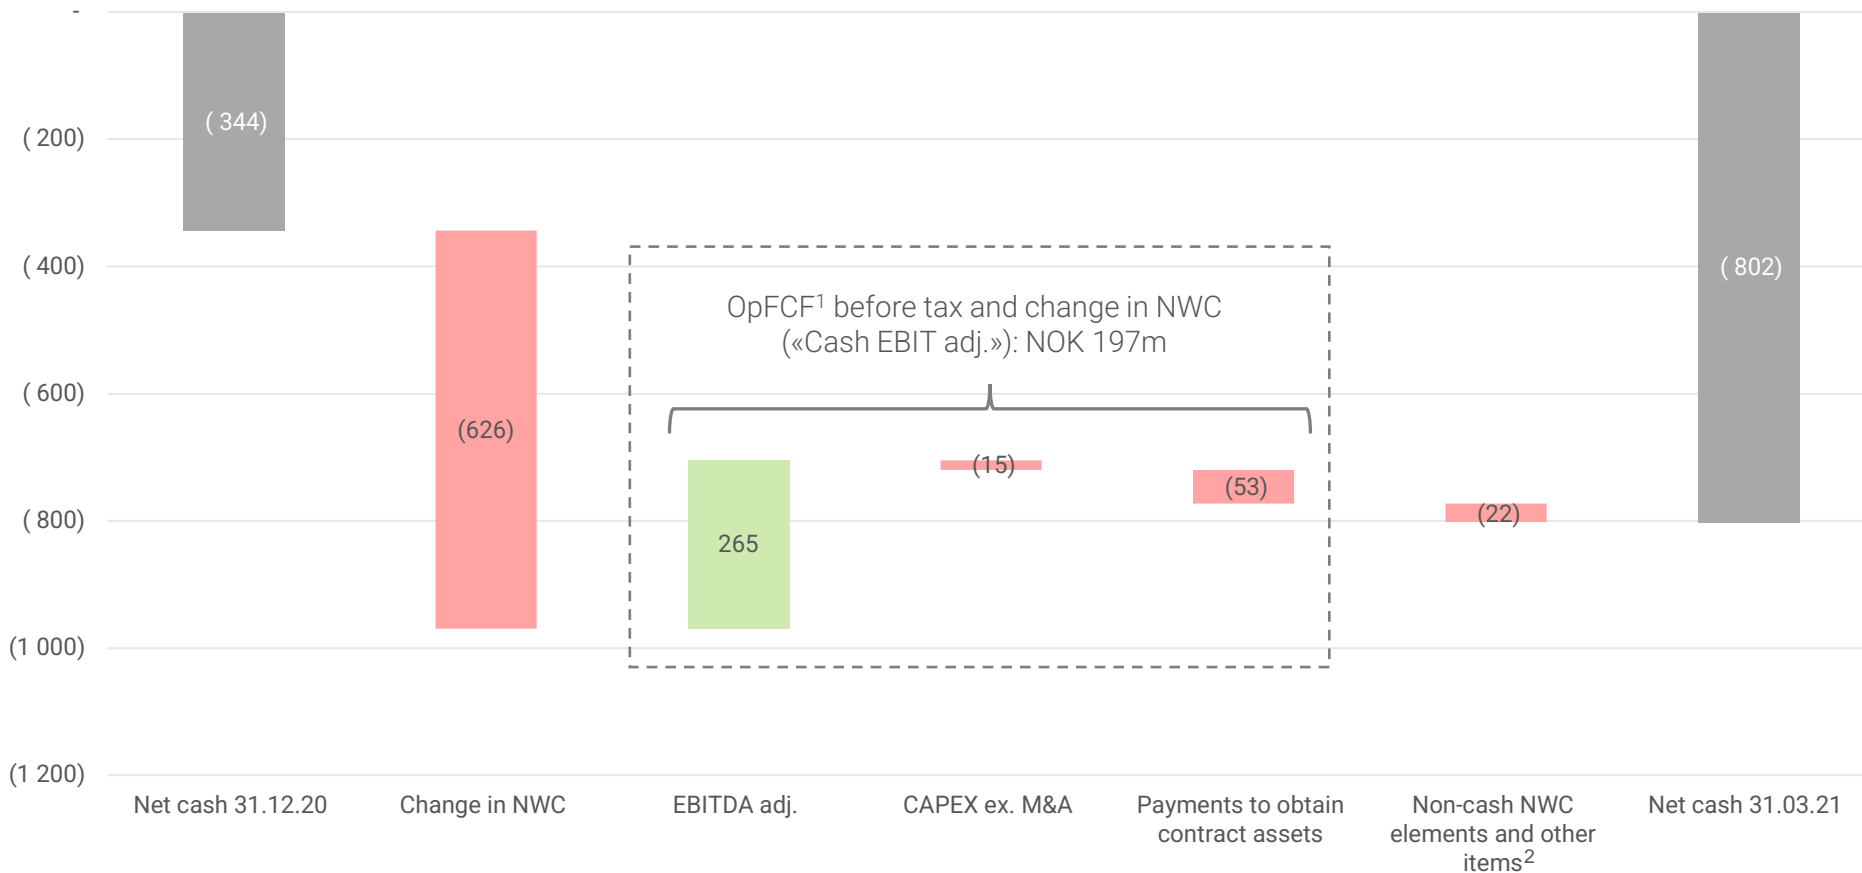 -
( 200)
( 400)
( 600)
( 800)
(1 000)
(1 200)
( 344)
(626)
OpFCF¹ before tax and change in NWC
(«Cash EBIT adj.»): NOK 197m
265
(15)
(53)
(22)
( 802)
Net cash 31.12.20
Change in NWC
EBITDA adj.
CAPEX ex. M&A
Payments to obtain
contract assets
Non-cash NWC
elements and other
items²
Net cash 31.03.21